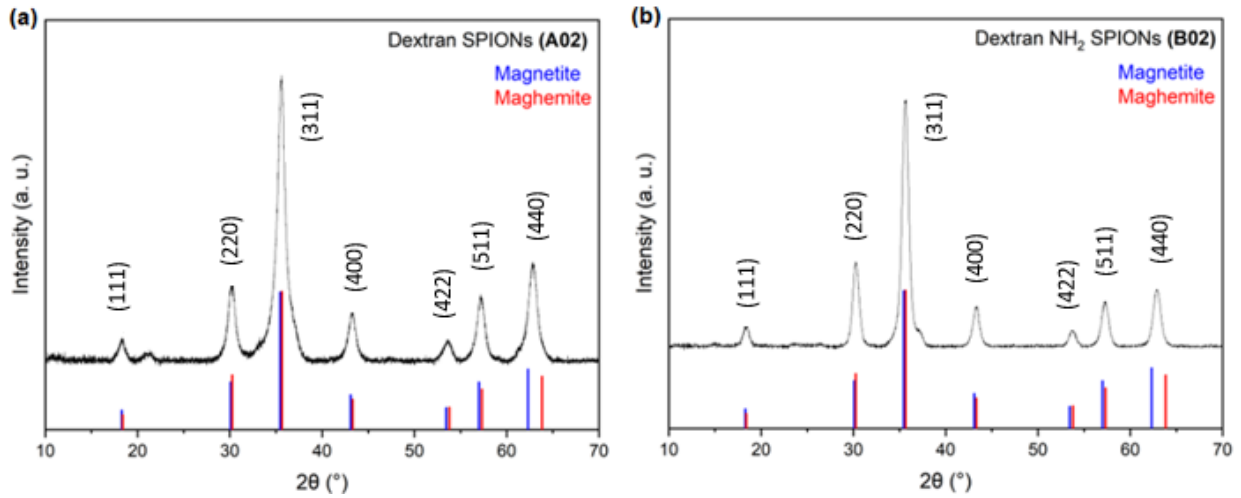 (a)
Dextran SPIONs (A02)
Magnetite
Maghemite
(111)
(220)
(311)
(400)
(422)
(511)
(440)
Intensity (a. u.)
10 20 30 40 50 60 70
2θ (°)
(b)
Dextran NH₂ SPIONs (B02)
Magnetite
Maghemite
(111)
(220)
(311)
(400)
(422)
(511)
(440)
Intensity (a. u.)
10 20 30 40 50 60 70
2θ (°)